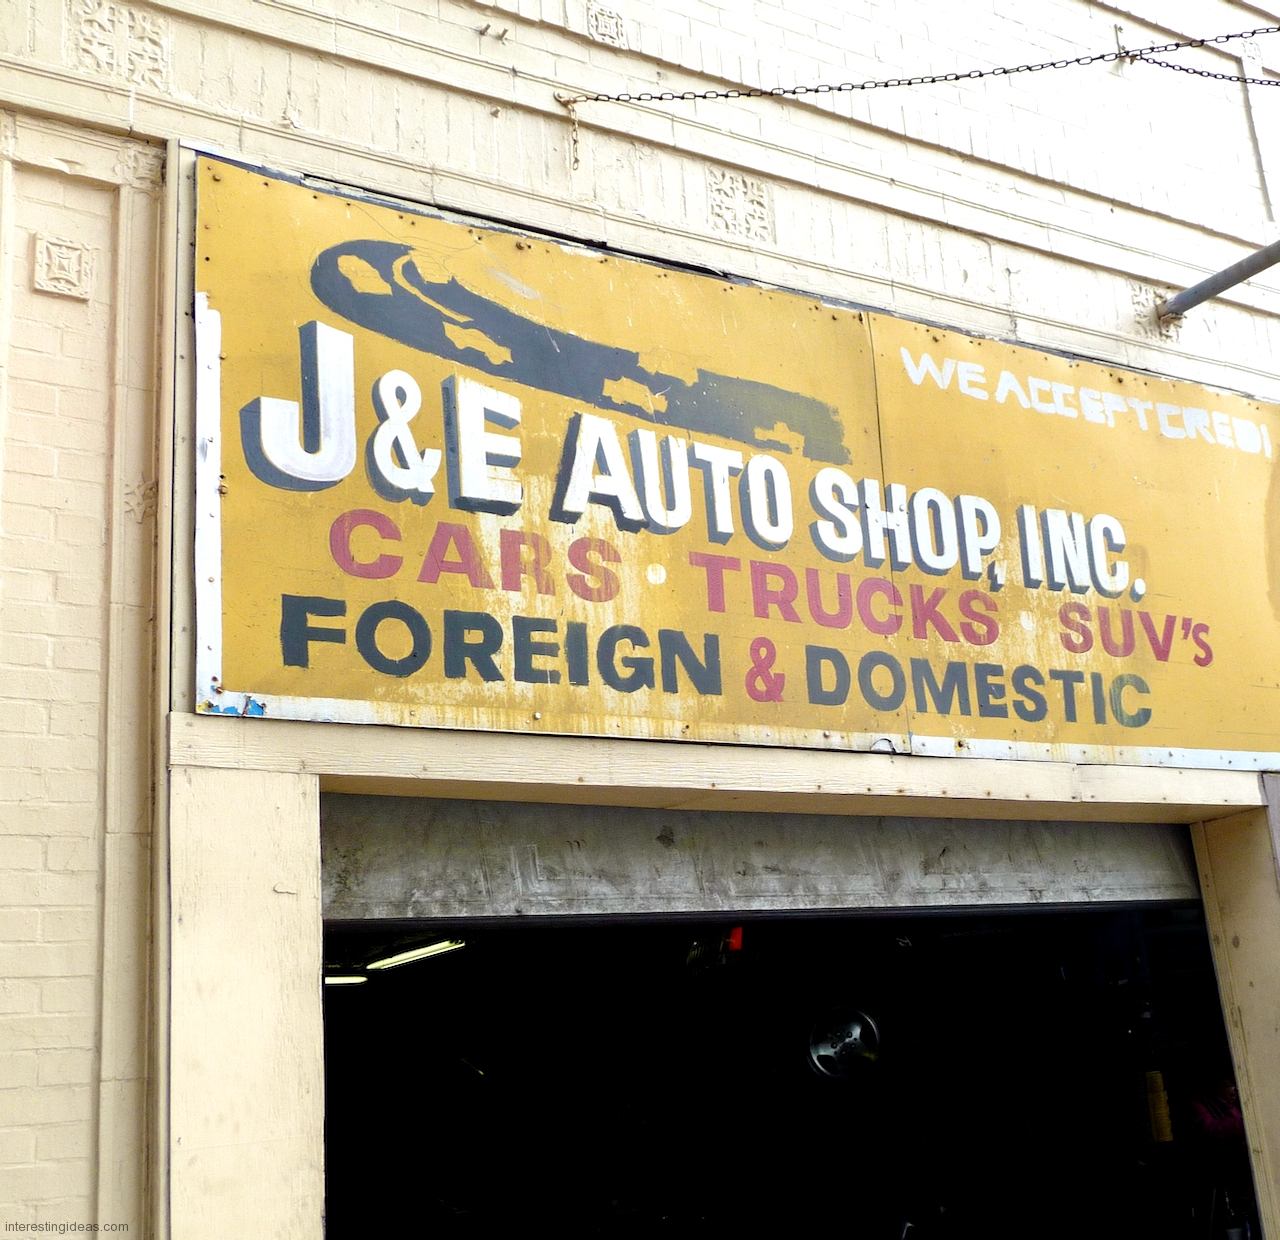 WE ACCEPT CREDI
J&E AUTO SHOP, INC.
CARS · TRUCKS · SUV'S
FOREIGN & DOMESTIC
interestingideas.com